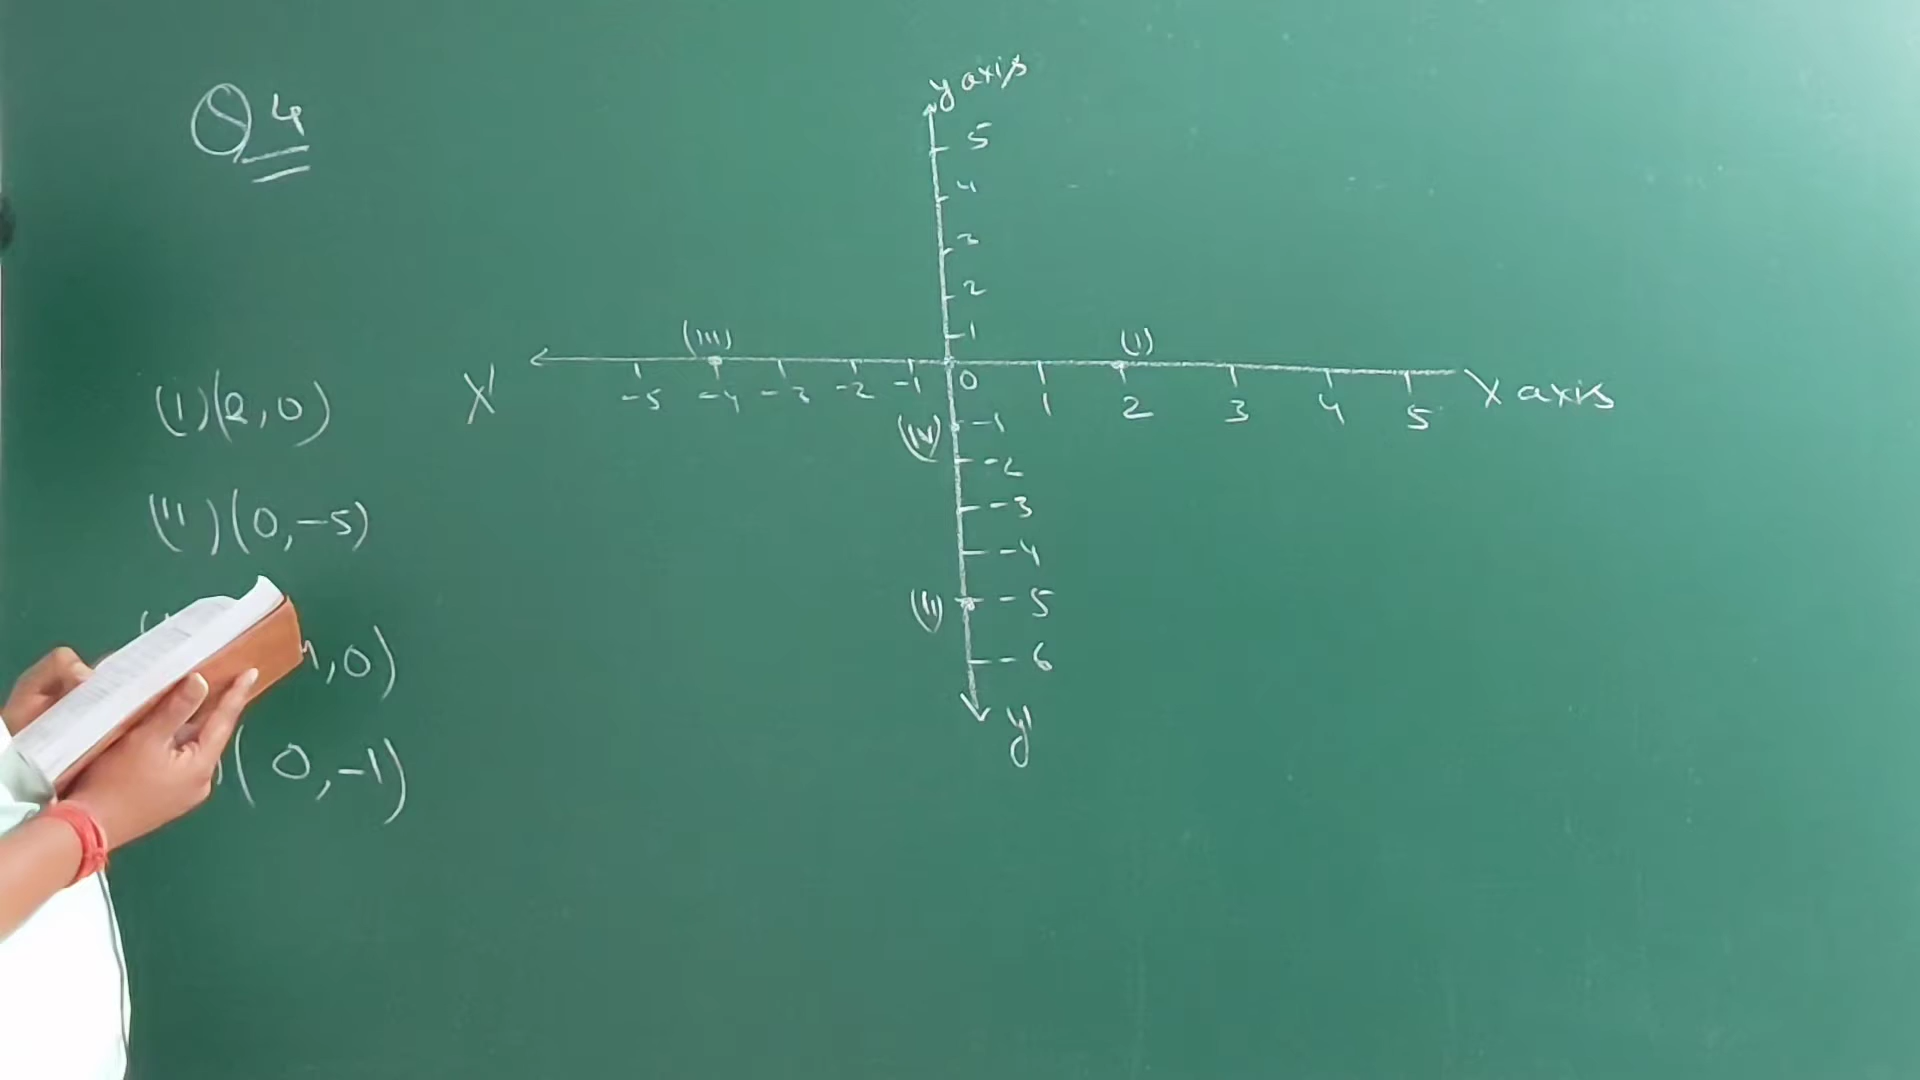 Q4
y axis
5
4
3
2
1
(III) (I)
-5 -4 -3 -2 -1 0 1 2 3 4 5
X' X axis
(I)(2,0)
(IV) -1
-2
-3
-4
(II) -5
-6
y'
(II)(0,-5)
,0)
)(0,-1)